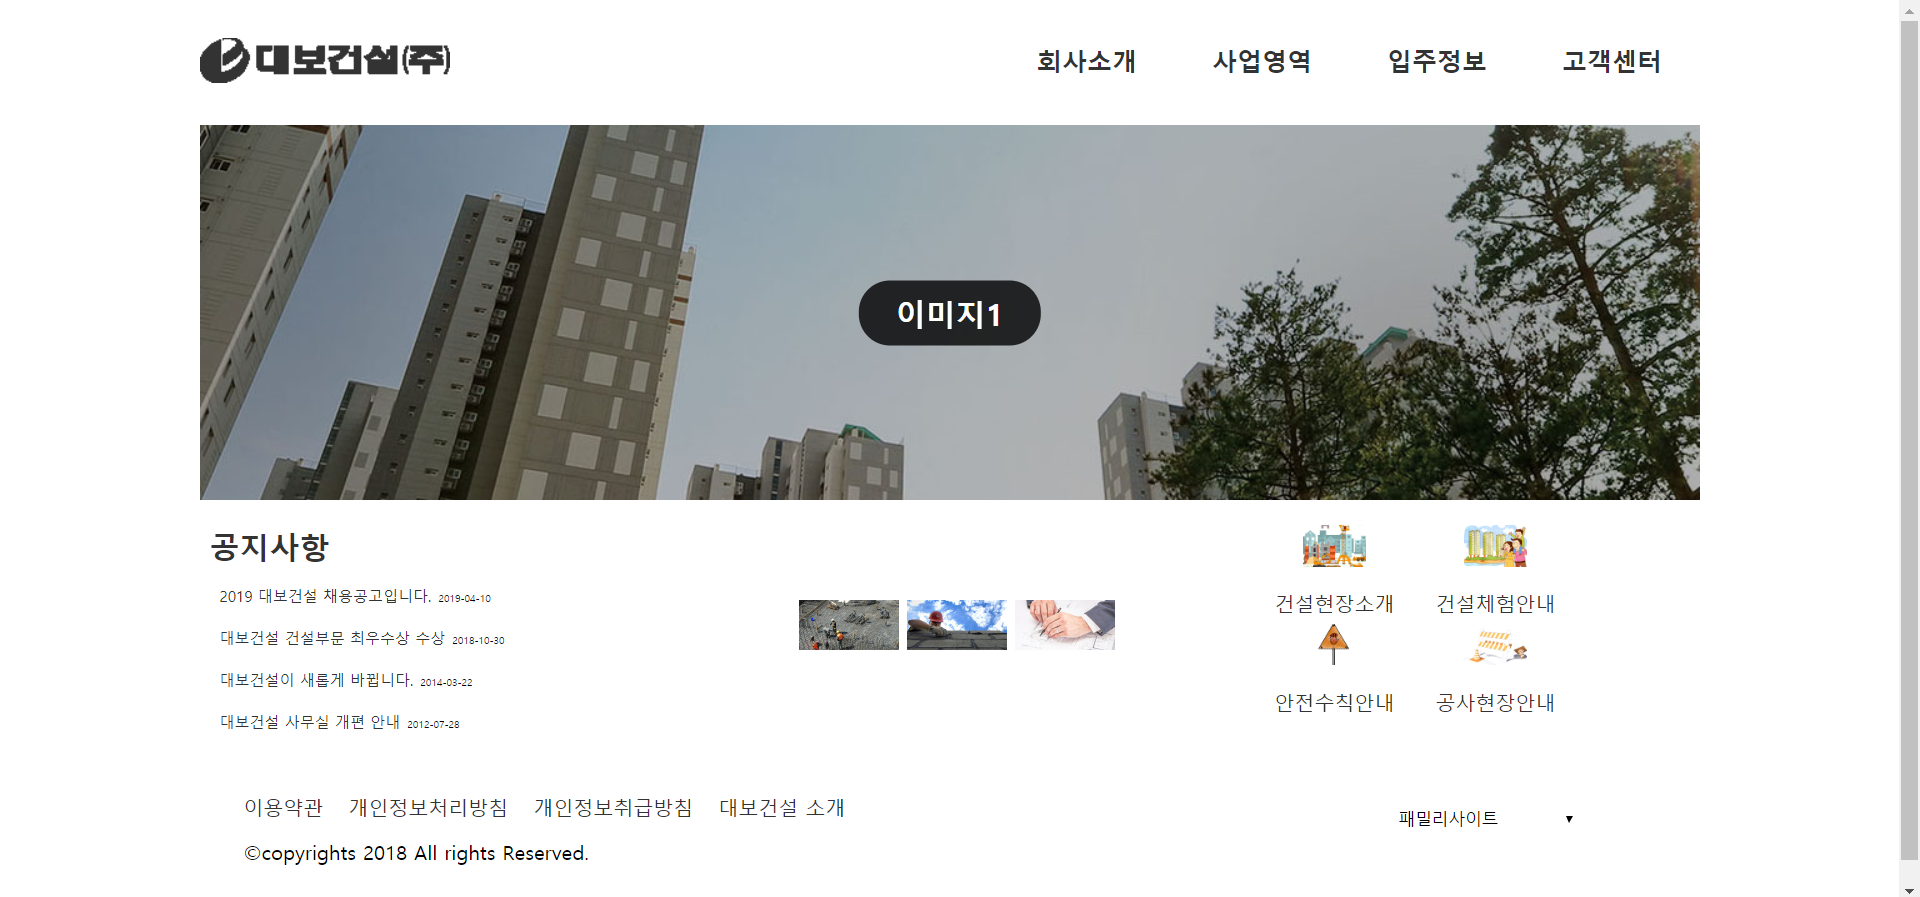 대보건설(주)
회사소개 사업영역 입주정보 고객센터
이미지1
공지사항
2019 대보건설 채용공고입니다. 2019-04-10
대보건설 건설부문 최우수상 수상 2018-10-30
대보건설이 새롭게 바뀝니다. 2014-03-22
대보건설 사무실 개편 안내 2012-07-28
건설현장소개 건설체험안내
안전수칙안내 공사현장안내
이용약관 개인정보처리방침 개인정보취급방침 대보건설 소개
패밀리사이트
©copyrights 2018 All rights Reserved.